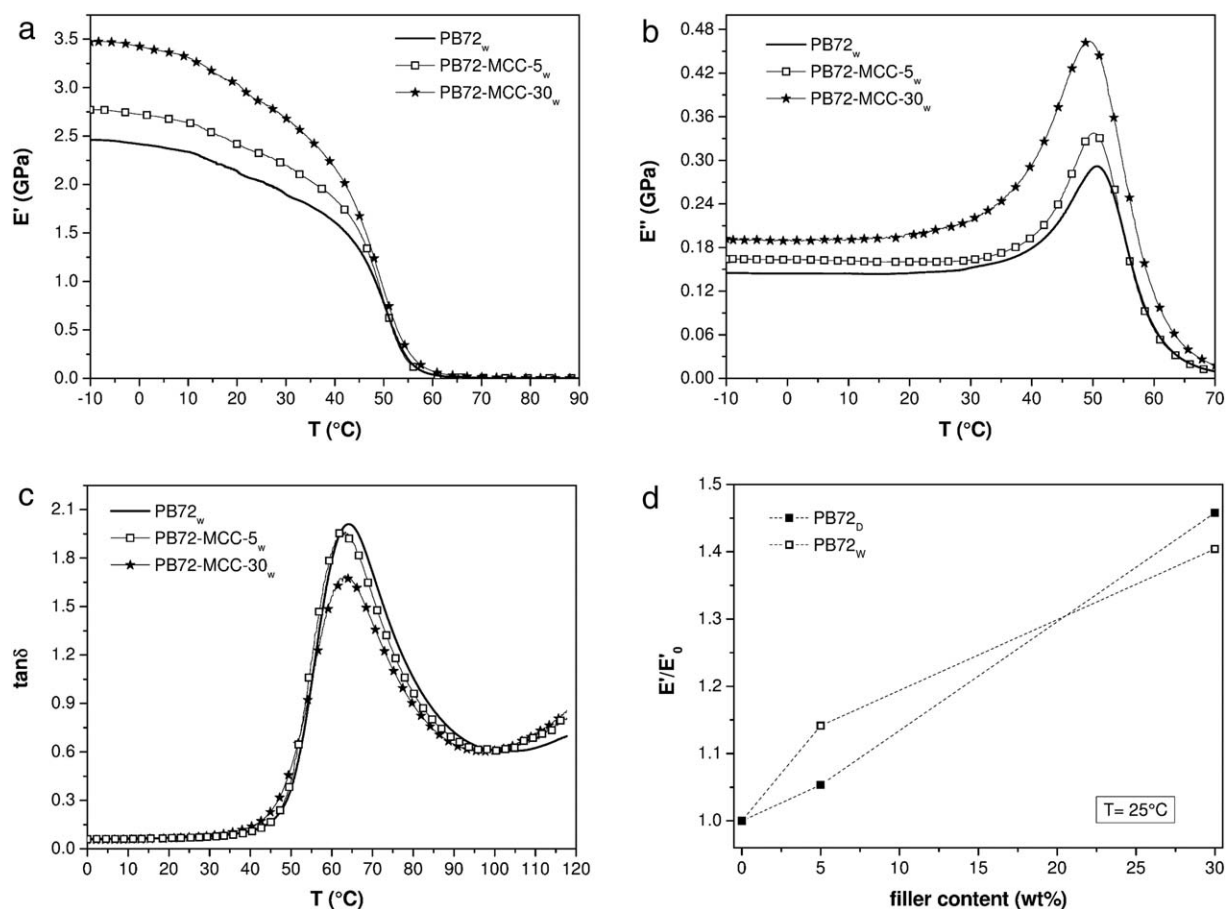 a
3.5
3.0
2.5
2.0
1.5
1.0
0.5
0.0
E' (GPa)
-10 0 10 20 30 40 50 60 70 80 90
T (°C)
PB72w
PB72-MCC-5w
PB72-MCC-30w
b
0.48
0.42
0.36
0.30
0.24
0.18
0.12
0.06
0.00
E'' (GPa)
-10 0 10 20 30 40 50 60 70
T (°C)
PB72w
PB72-MCC-5w
PB72-MCC-30w
c
2.1
1.8
1.5
1.2
0.9
0.6
0.3
0.0
tanδ
0 10 20 30 40 50 60 70 80 90 100 110 120
T (°C)
PB72w
PB72-MCC-5w
PB72-MCC-30w
d
1.5
1.4
1.3
1.2
1.1
1.0
E'/E'0
0 5 10 15 20 25 30
filler content (wt%)
PB72D
PB72W
T= 25°C